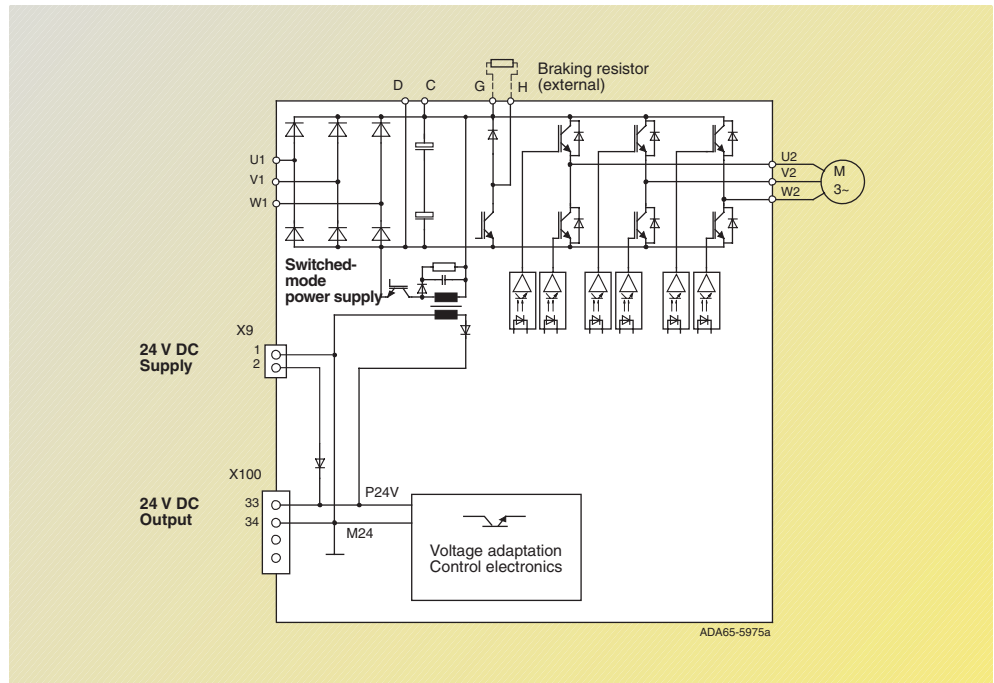 Braking resistor
(external)
D C G H
U1
V1
W1
U2
V2
W2
M
3~
Switched-
mode
power supply
X9
24 V DC
Supply
1
2
X100
24 V DC
Output
33
34
P24V
M24
Voltage adaptation
Control electronics
ADA65-5975a